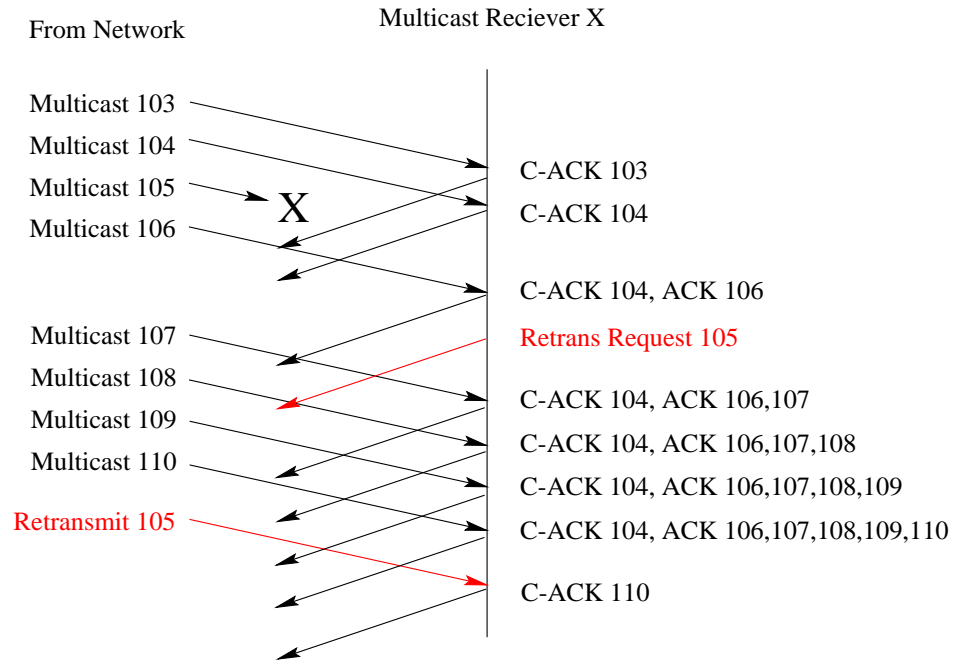 From Network
Multicast Reciever X
Multicast 103
Multicast 104
Multicast 105
Multicast 106
X
Multicast 107
Multicast 108
Multicast 109
Multicast 110
Retransmit 105
C-ACK 103
C-ACK 104
C-ACK 104, ACK 106
Retrans Request 105
C-ACK 104, ACK 106,107
C-ACK 104, ACK 106,107,108
C-ACK 104, ACK 106,107,108,109
C-ACK 104, ACK 106,107,108,109,110
C-ACK 110